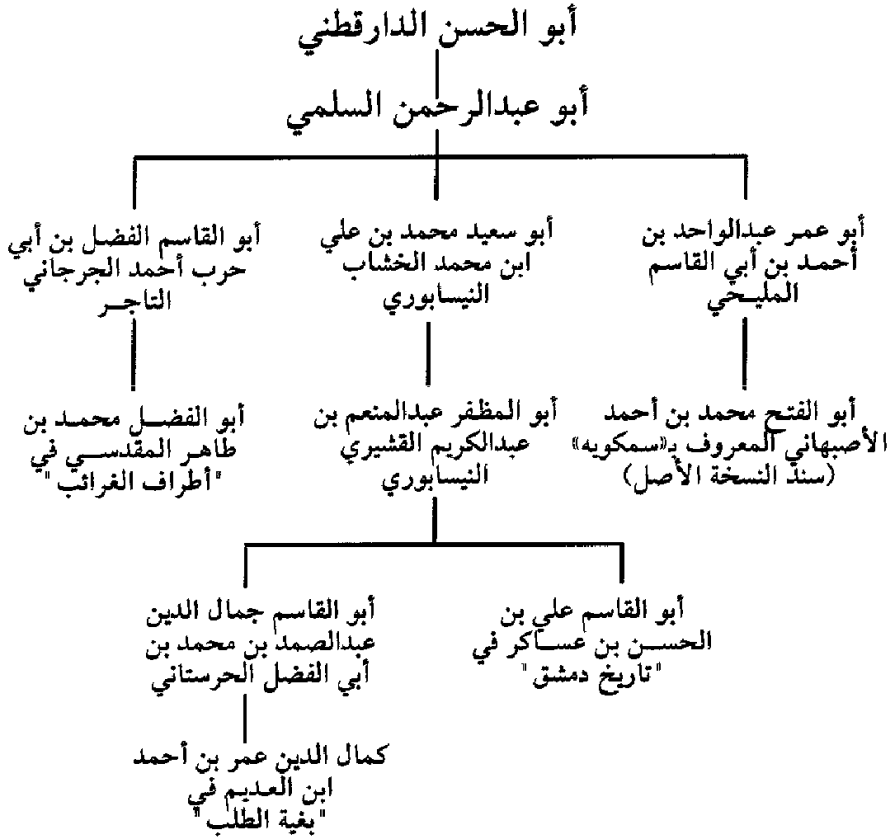 أبو الحسن الدارقطني
أبو عبدالرحمن السلمي
أبو عمر عبدالواحد بن
أحمد بن أبي القاسم
المليحي
أبو سعيد محمد بن علي
ابن محمد الخشاب
النيسابوري
أبو القاسم الفضل بن أبي
حرب أحمد الجرجاني
التاجر
أبو الفتح محمد بن أحمد
الأصبهاني المعروف بـ«سمكويه»
(سند النسخة الأصل)
أبو المظفر عبدالمنعم بن
عبدالكريم القشيري
النيسابوري
أبو الفضل محمد بن
طاهر المقدسي في
"أطراف الغرائب"
أبو القاسم علي بن
الحسن بن عساكر في
"تاريخ دمشق"
أبو القاسم جمال الدين
عبدالصمد بن محمد بن
أبي الفضل الحرستاني
كمال الدين عمر بن أحمد
ابن العديم في
"بغية الطلب"